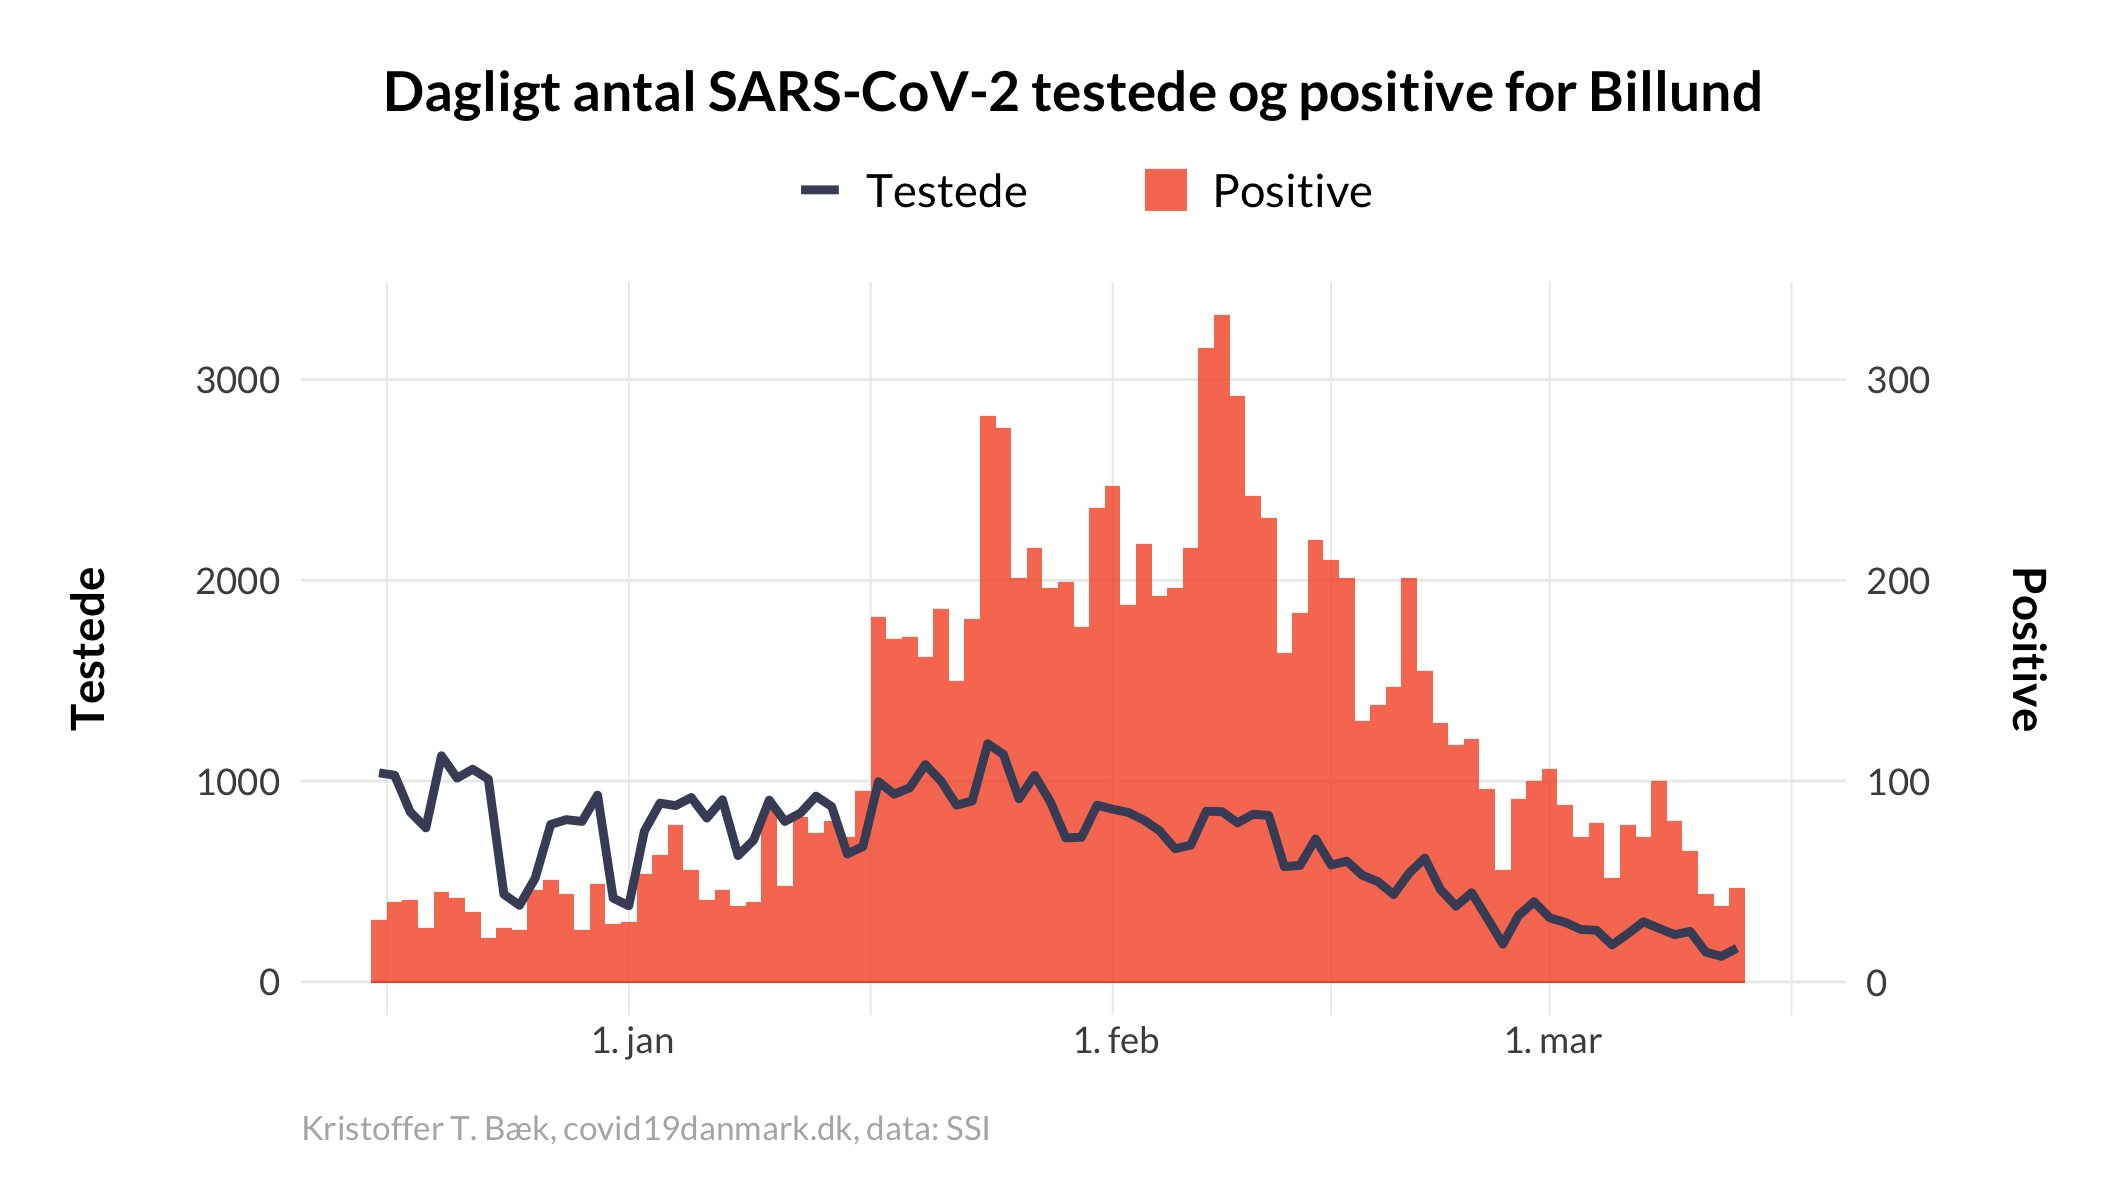 Dagligt antal SARS-CoV-2 testede og positive for Billund
Testede
Positive
3000
2000
1000
0
Testede
300
200
100
0
Positive
1. jan
1. feb
1. mar
Kristoffer T. Bæk, covid19danmark.dk, data: SSI